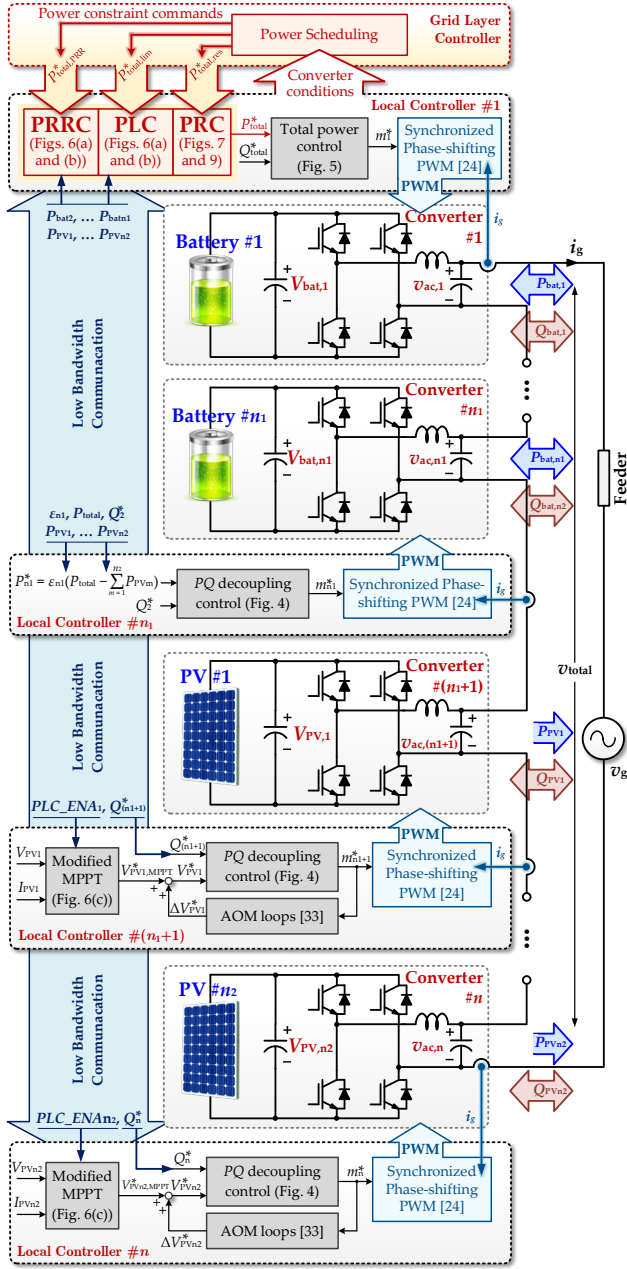 Power constraint commands
Power Scheduling
Grid Layer
Controller
P*total,PRR
P*total,lim
P*total,res
Converter
conditions
Local Controller #1
PRRC
(Figs. 6(a)
and (b))
PLC
(Figs. 6(a)
and (b))
PRC
(Figs. 7
and 9)
P*total
Q*total
Total power
control
(Fig. 5)
m*1
Synchronized
Phase-shifting
PWM [24]
PWM
Pbat2, … Pbatn1
PPV1, … PPVn2
Low Bandwidth
Communacation
Battery #1
Vbat,1
+
−
Converter
#1
vac,1
+
−
ig
ig
Pbat,1
Qbat,1
Battery #n1
Vbat,n1
+
−
Converter
#n1
vac,n1
+
−
Pbat,n1
Qbat,n2
Feeder
εn1, Ptotal, Q*2
PPV1, … PPVn2
P*n1 = εn1(Ptotal − ∑ PPVm)
n2
m=1
Q*2
PQ decoupling
control (Fig. 4)
m*n1
PWM
Synchronized Phase-
shifting PWM [24]
ig
Local Controller #n1
Low Bandwidth
Communacation
PV #1
VPV,1
+
−
Converter
#(n1+1)
vac,(n1+1)
+
−
vtotal
PPV1
QPV1
vg
PLC_ENA1, Q*(n1+1)
VPV1
IPV1
Modified
MPPT
(Fig. 6(c))
V*PV1,MPPT
V*PV1
+
+
ΔV*PV1
Q*(n1+1)
PQ decoupling
control (Fig. 4)
AOM loops [33]
m*n1+1
PWM
Synchronized
Phase-shifting
PWM [24]
ig
Local Controller #(n1+1)
Low Bandwidth
Communacation
PV #n2
VPV,n2
+
−
Converter
#n
vac,n
+
−
PPVn2
QPVn2
ig
PLC_ENAn2, Q*n
VPVn2
IPVn2
Modified
MPPT
(Fig. 6(c))
V*PVn2,MPPT
V*PVn2
+
+
ΔV*PVn2
Q*n
PQ decoupling
control (Fig. 4)
AOM loops [33]
m*n
PWM
Synchronized
Phase-shifting
PWM [24]
Local Controller #n